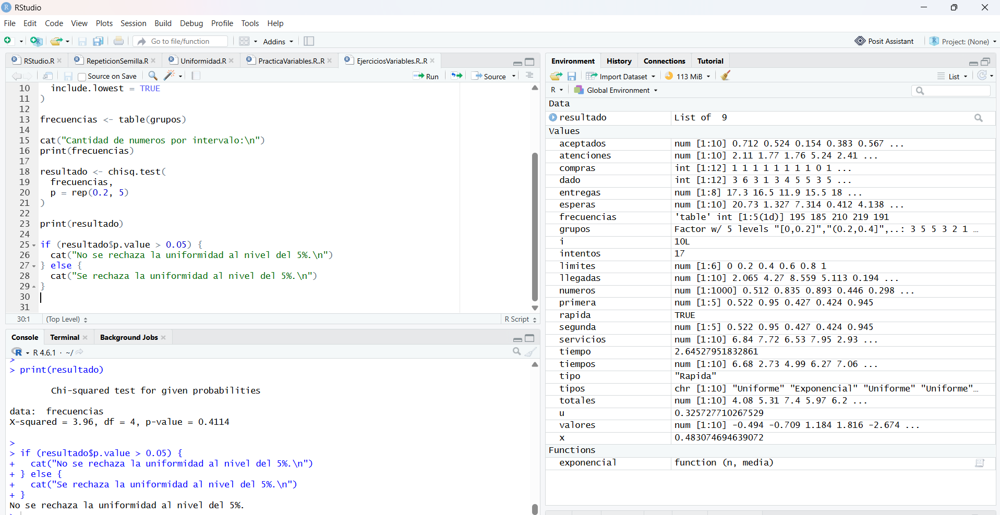 RStudio
File Edit Code View Plots Session Build Debug Profile Tools Help
Go to file/function Addins Posit Assistant Project: (None)
RStudio.R RepeticionSemilla.R Uniformidad.R PracticaVariables.R..R EjerciciosVariables.R..R
Source on Save Run Source
10 include.lowest = TRUE
11 )
12
13 frecuencias <- table(grupos)
14
15 cat("Cantidad de numeros por intervalo:\n")
16 print(frecuencias)
17
18 resultado <- chisq.test(
19 frecuencias,
20 p = rep(0.2, 5)
21 )
22
23 print(resultado)
24
25 if (resultado$p.value > 0.05) {
26 cat("No se rechaza la uniformidad al nivel del 5%.\n")
27 } else {
28 cat("Se rechaza la uniformidad al nivel del 5%.\n")
29 }
30
31
30:1 (Top Level) R Script
Console Terminal Background Jobs
R 4.6.1 · ~/
>
> print(resultado)
Chi-squared test for given probabilities
data: frecuencias
X-squared = 3.96, df = 4, p-value = 0.4114
>
> if (resultado$p.value > 0.05) {
+ cat("No se rechaza la uniformidad al nivel del 5%.\n")
+ } else {
+ cat("Se rechaza la uniformidad al nivel del 5%.\n")
+ }
No se rechaza la uniformidad al nivel del 5%.
Environment History Connections Tutorial
Import Dataset 113 MiB List
R Global Environment
Data
resultado List of 9
Values
aceptados num [1:10] 0.712 0.524 0.154 0.383 0.567 ...
atenciones num [1:10] 2.11 1.77 1.76 5.24 2.41 ...
compras int [1:12] 1 1 1 1 1 1 1 1 0 1 ...
dado int [1:12] 3 6 3 1 3 4 5 5 3 5 ...
entregas num [1:8] 17.3 16.5 11.9 15.5 18 ...
esperas num [1:10] 20.73 1.327 7.314 0.412 4.138 ...
frecuencias 'table' int [1:5(1d)] 195 185 210 219 191
grupos Factor w/ 5 levels "[0,0.2]","(0.2,0.4]",..: 3 5 5 3 2 1 …
i 10L
intentos 17
limites num [1:6] 0 0.2 0.4 0.6 0.8 1
llegadas num [1:10] 2.065 4.27 8.559 5.113 0.194 ...
numeros num [1:1000] 0.512 0.835 0.893 0.446 0.298 ...
primera num [1:5] 0.522 0.95 0.427 0.424 0.945
rapida TRUE
segunda num [1:5] 0.522 0.95 0.427 0.424 0.945
servicios num [1:10] 6.84 7.72 6.53 7.95 2.93 ...
tiempo 2.64527951832861
tiempos num [1:10] 6.68 2.73 4.99 6.27 7.06 ...
tipo "Rapida"
tipos chr [1:10] "Uniforme" "Exponencial" "Uniforme" "Uniforme"…
totales num [1:10] 4.08 5.31 7.4 5.97 6.2 ...
u 0.325727710267529
valores num [1:10] -0.494 -0.709 1.184 1.816 -2.674 ...
x 0.483074694639072
Functions
exponencial function (n, media)